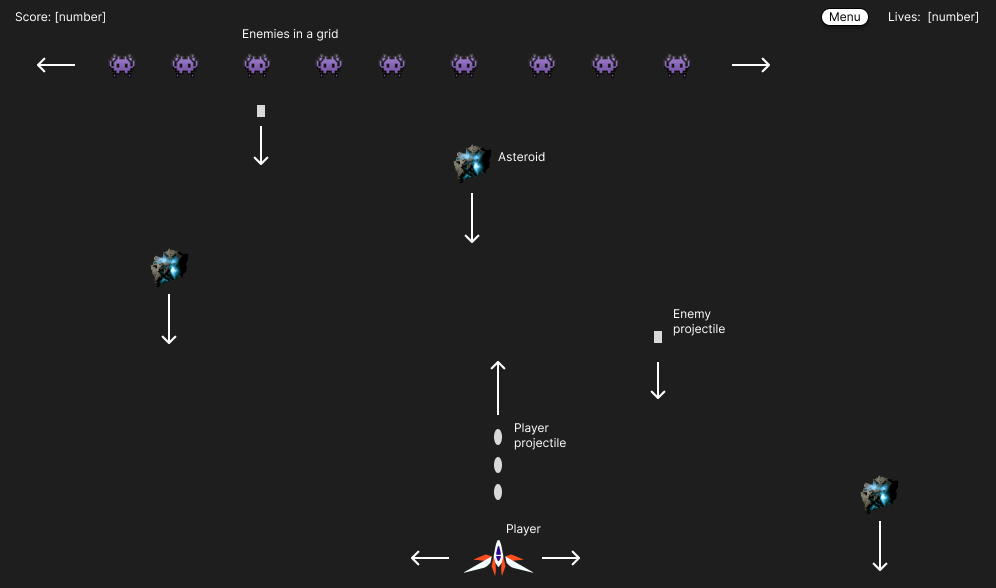 Score: [number]
Menu
Lives: [number]
Enemies in a grid
Asteroid
Enemy
projectile
Player
projectile
Player